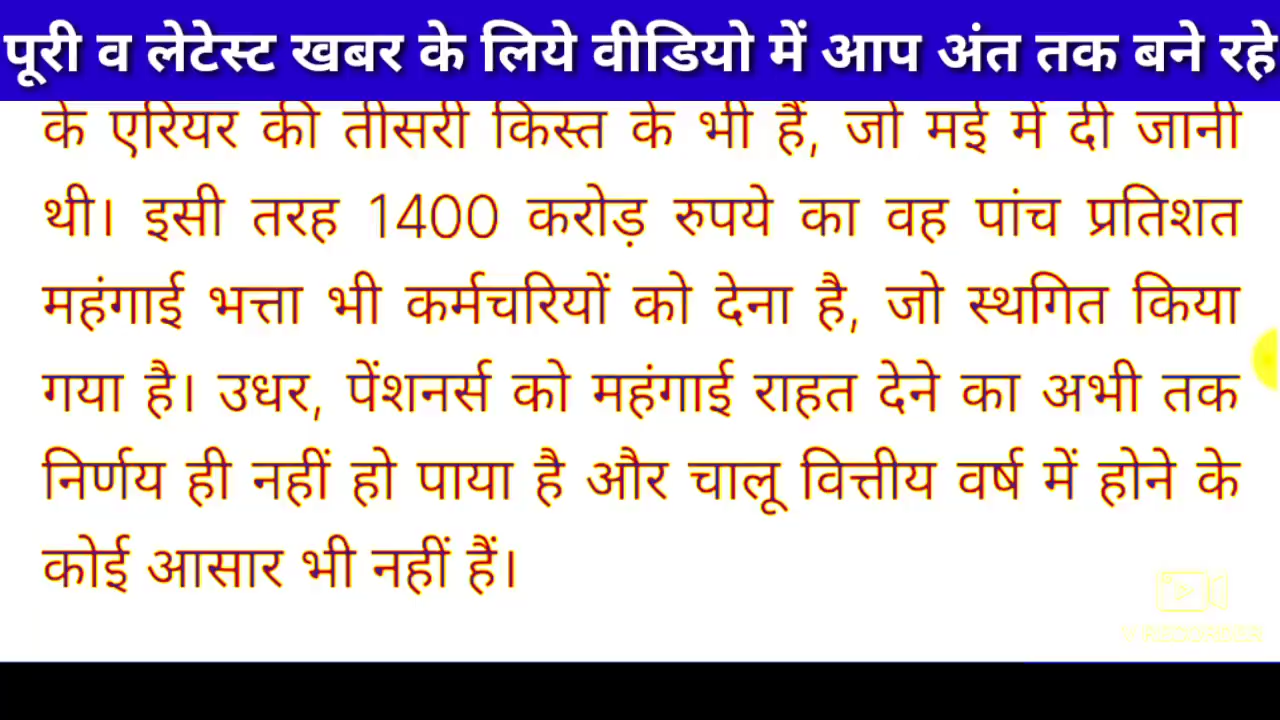 पूरी व लेटेस्ट खबर के लिये वीडियो में आप अंत तक बने रहे
के एरियर की तीसरी किस्त के भी हैं, जो मई में दी जानी
थी। इसी तरह 1400 करोड़ रुपये का वह पांच प्रतिशत
महंगाई भत्ता भी कर्मचरियों को देना है, जो स्थगित किया
गया है। उधर, पेंशनर्स को महंगाई राहत देने का अभी तक
निर्णय ही नहीं हो पाया है और चालू वित्तीय वर्ष में होने के
कोई आसार भी नहीं हैं।
V RECORDER